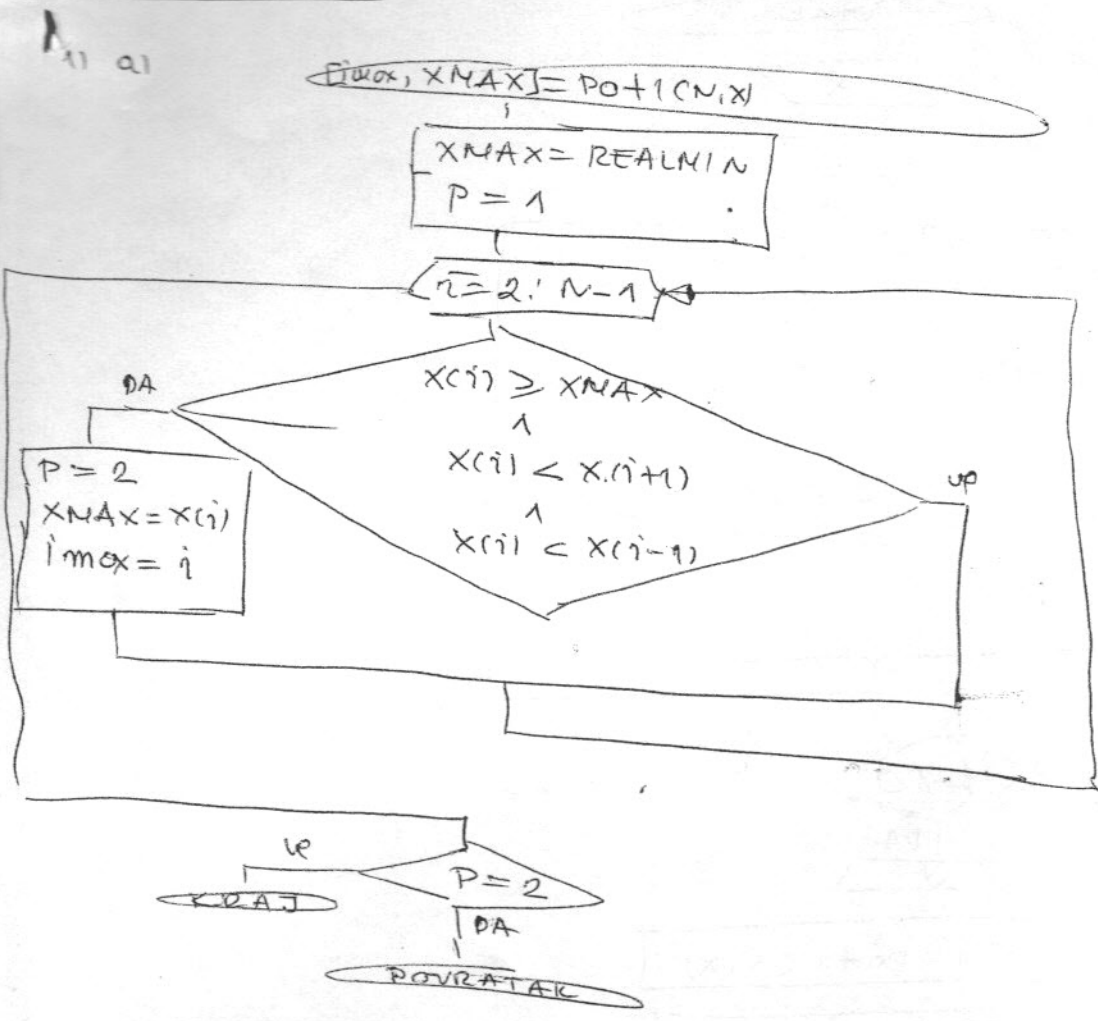 1) a)
[imax, XMAX]= POt1(N,X)
XMAX= REALMIN
P = 1
i=2: N-1
DA
X(i) ≥ XMAX
∧
X(i) < X(i+1)
∧
X(i) < X(i-1)
ne
P = 2
XMAX=X(i)
imax= i
ne
P=2
KRAJ
DA
POVRATAK